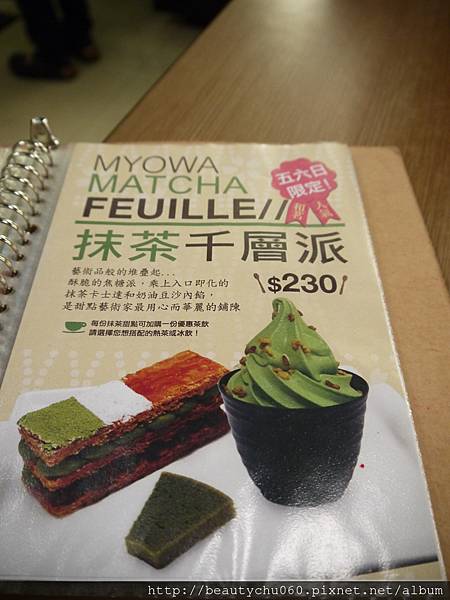 MYOWA
MATCHA
FEUILLE//
五六日
限定!
人氣
抹茶千層派
$230
藝術品般的堆疊起...
酥脆的焦糖派,乘上入口即化的
抹茶卡士達和奶油豆沙內餡,
是甜點藝術家最用心而華麗的鋪陳
每份抹茶甜點可加購一份優惠茶飲
請選擇您想搭配的熱茶或冰飲!
http://beautychu060.pixnet.net/album